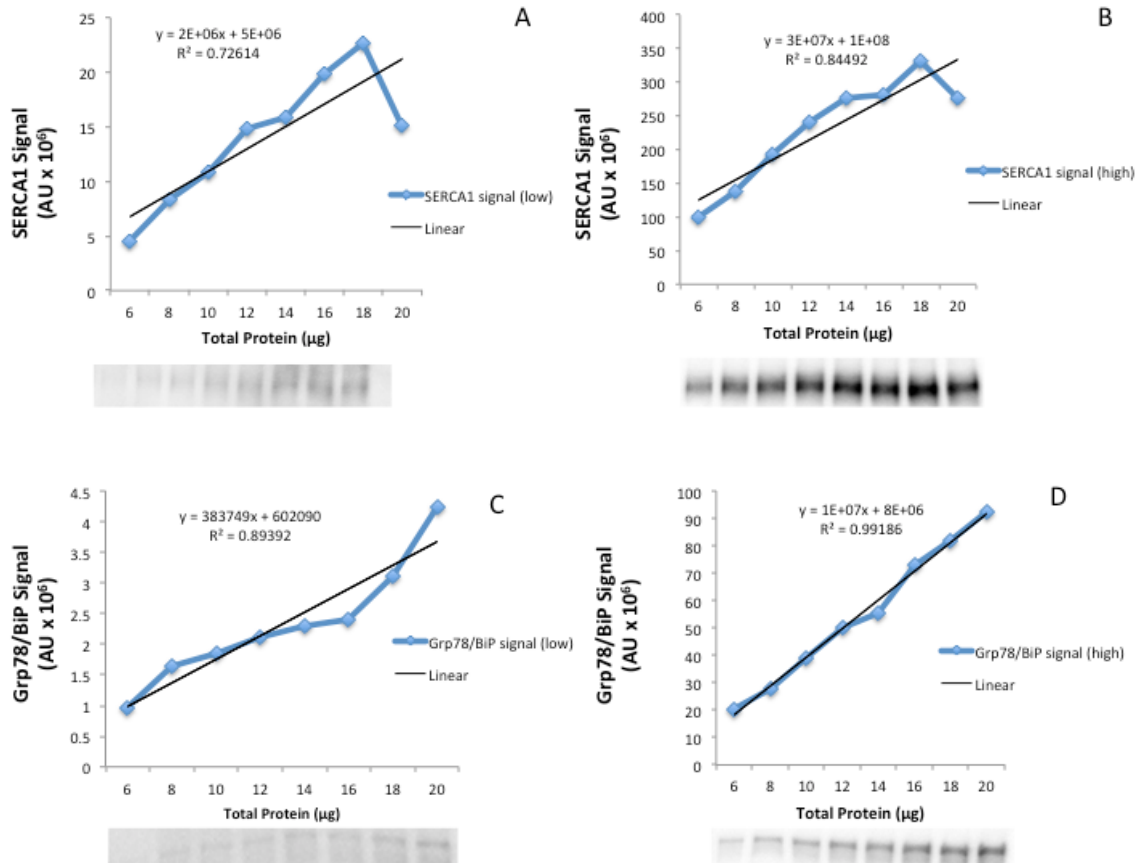 A
y = 2E+06x + 5E+06
R² = 0.72614
SERCA1 Signal
(AU x 10⁶)
25
20
15
10
5
0
SERCA1 signal (low)
Linear
6 8 10 12 14 16 18 20
Total Protein (µg)
B
y = 3E+07x + 1E+08
R² = 0.84492
SERCA1 Signal
(AU x 10⁶)
400
350
300
250
200
150
100
50
0
SERCA1 signal (high)
Linear
6 8 10 12 14 16 18 20
Total Protein (µg)
C
y = 383749x + 602090
R² = 0.89392
Grp78/BiP Signal
(AU x 10⁶)
4.5
4
3.5
3
2.5
2
1.5
1
0.5
0
Grp78/BiP signal (low)
Linear
6 8 10 12 14 16 18 20
Total Protein (µg)
D
y = 1E+07x + 8E+06
R² = 0.99186
Grp78/BiP Signal
(AU x 10⁶)
100
90
80
70
60
50
40
30
20
10
0
Grp78/BiP signal (high)
Linear
6 8 10 12 14 16 18 20
Total Protein (µg)